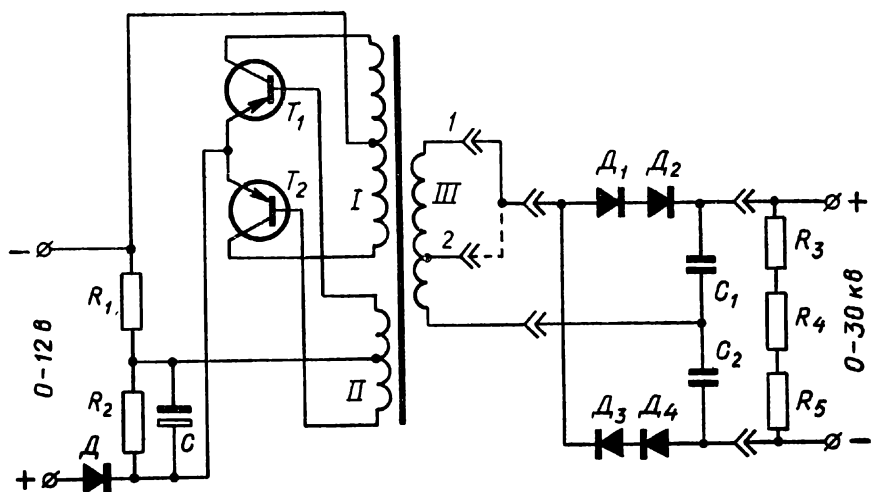 T₁
T₂
I
II
III
1
2
Д₁ Д₂
+
R₃
C₁
R₄
0-30 кв
C₂
R₅
Д₃ Д₄
−
−
R₁
0-12 в
R₂
C
Д
+